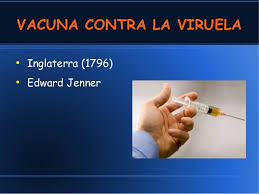 VACUNA CONTRA LA VIRUELA
Inglaterra (1796)
Edward Jenner